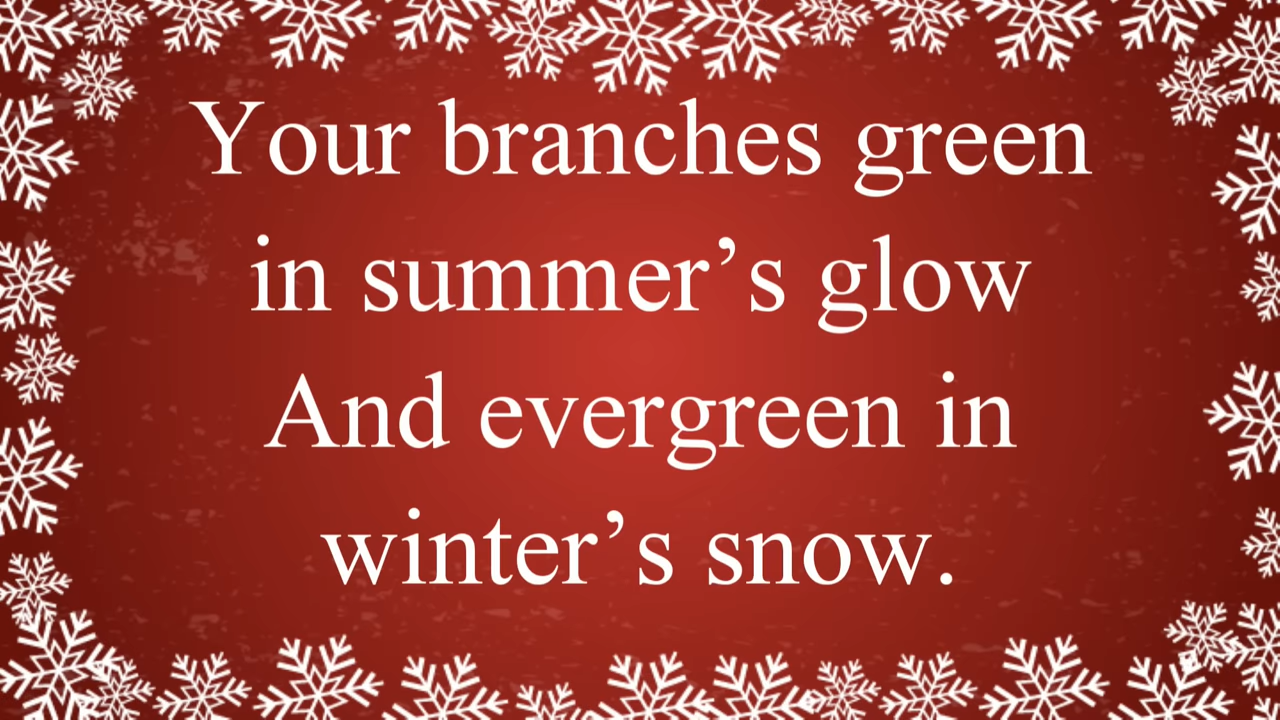 Your branches green
in summer’s glow
And evergreen in
winter’s snow.